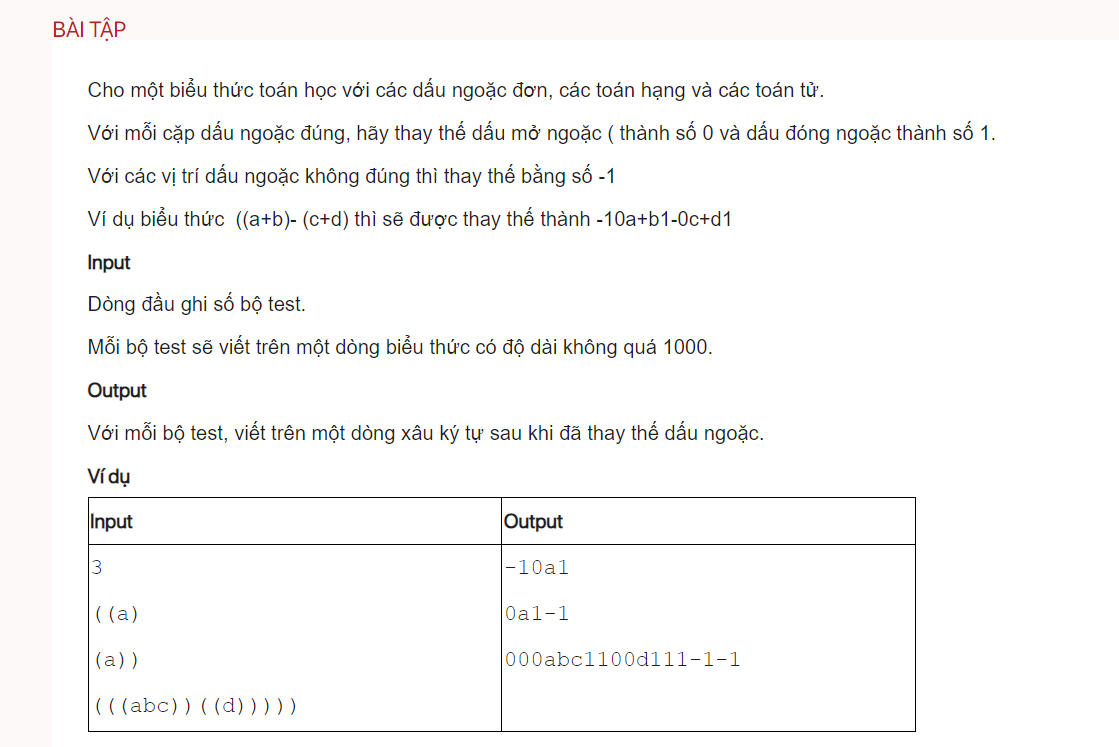 BÀI TẬP
Cho một biểu thức toán học với các dấu ngoặc đơn, các toán hạng và các toán tử.
Với mỗi cặp dấu ngoặc đúng, hãy thay thế dấu mở ngoặc ( thành số 0 và dấu đóng ngoặc thành số 1.
Với các vị trí dấu ngoặc không đúng thì thay thế bằng số -1
Ví dụ biểu thức ((a+b)- (c+d) thì sẽ được thay thế thành -10a+b1-0c+d1
Input
Dòng đầu ghi số bộ test.
Mỗi bộ test sẽ viết trên một dòng biểu thức có độ dài không quá 1000.
Output
Với mỗi bộ test, viết trên một dòng xâu ký tự sau khi đã thay thế dấu ngoặc.
Ví dụ
Input Output
3 -10a1
((a) 0a1-1
(a)) 000abc1100d111-1-1
(((abc))((d)))))